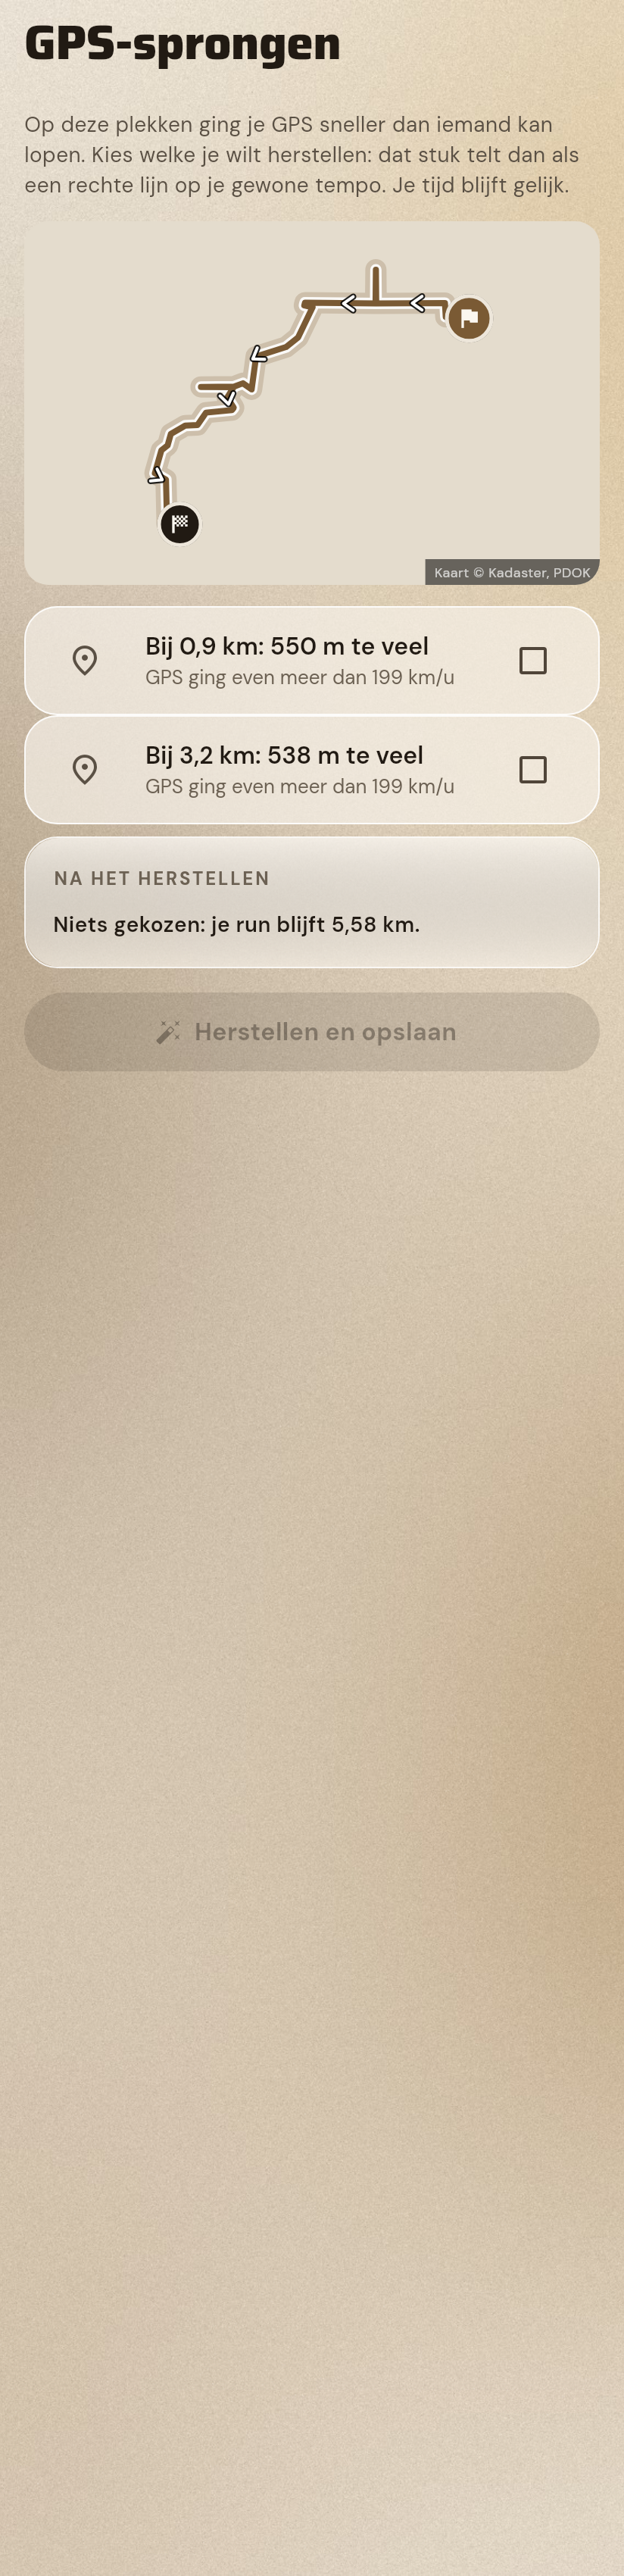 GPS-sprongen
Op deze plekken ging je GPS sneller dan iemand kan
lopen. Kies welke je wilt herstellen: dat stuk telt dan als
een rechte lijn op je gewone tempo. Je tijd blijft gelijk.
Kaart © Kadaster, PDOK
Bij 0,9 km: 550 m te veel
GPS ging even meer dan 199 km/u
Bij 3,2 km: 538 m te veel
GPS ging even meer dan 199 km/u
NA HET HERSTELLEN
Niets gekozen: je run blijft 5,58 km.
Herstellen en opslaan